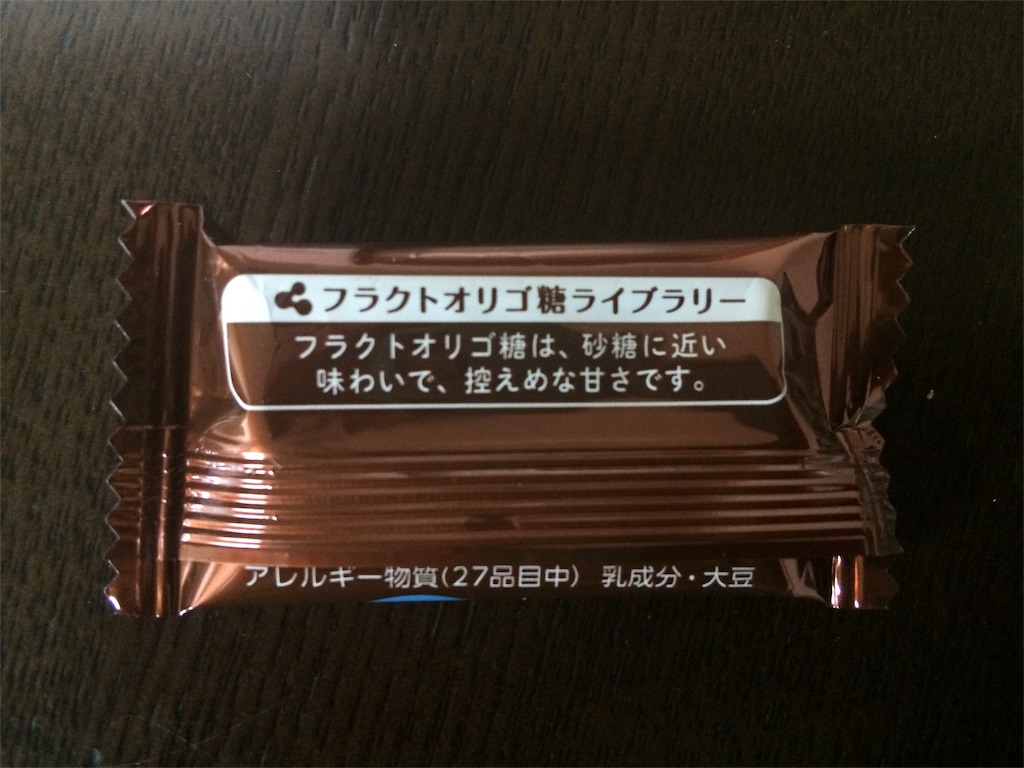 フラクトオリゴ糖ライブラリー
フラクトオリゴ糖は、砂糖に近い
味わいで、控えめな甘さです。
アレルギー物質(27品目中) 乳成分・大豆